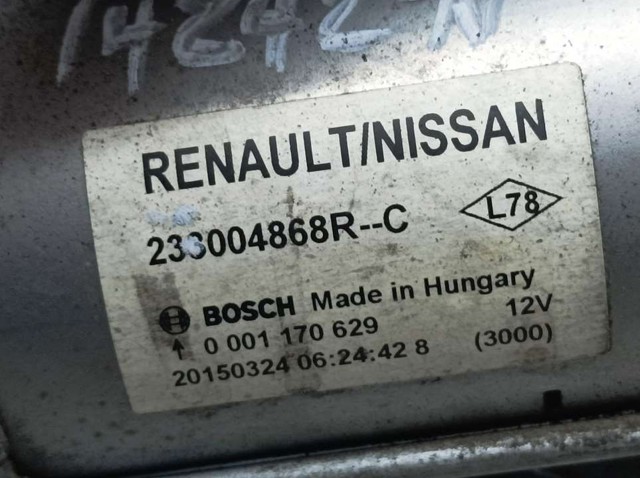 14242-N
RENAULT/NISSAN
233004868R--C
L78
BOSCH Made in Hungary
0 001 170 629 12V
20150324 06:24:42 8 (3000)